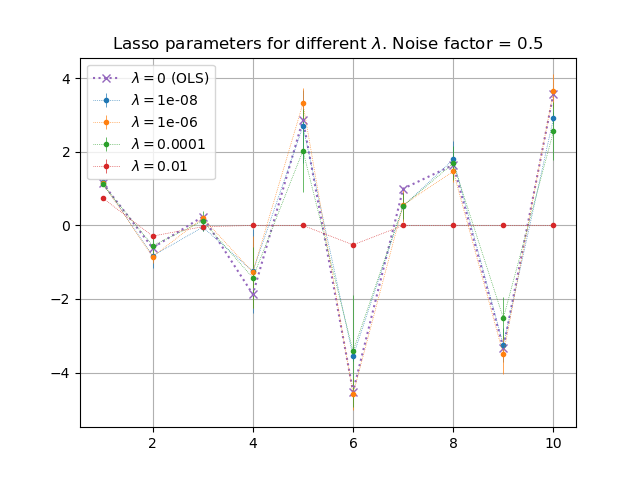 Lasso parameters for different λ. Noise factor = 0.5
4
2
0
−2
−4
λ = 0 (OLS)
λ = 1e-08
λ = 1e-06
λ = 0.0001
λ = 0.01
2 4 6 8 10